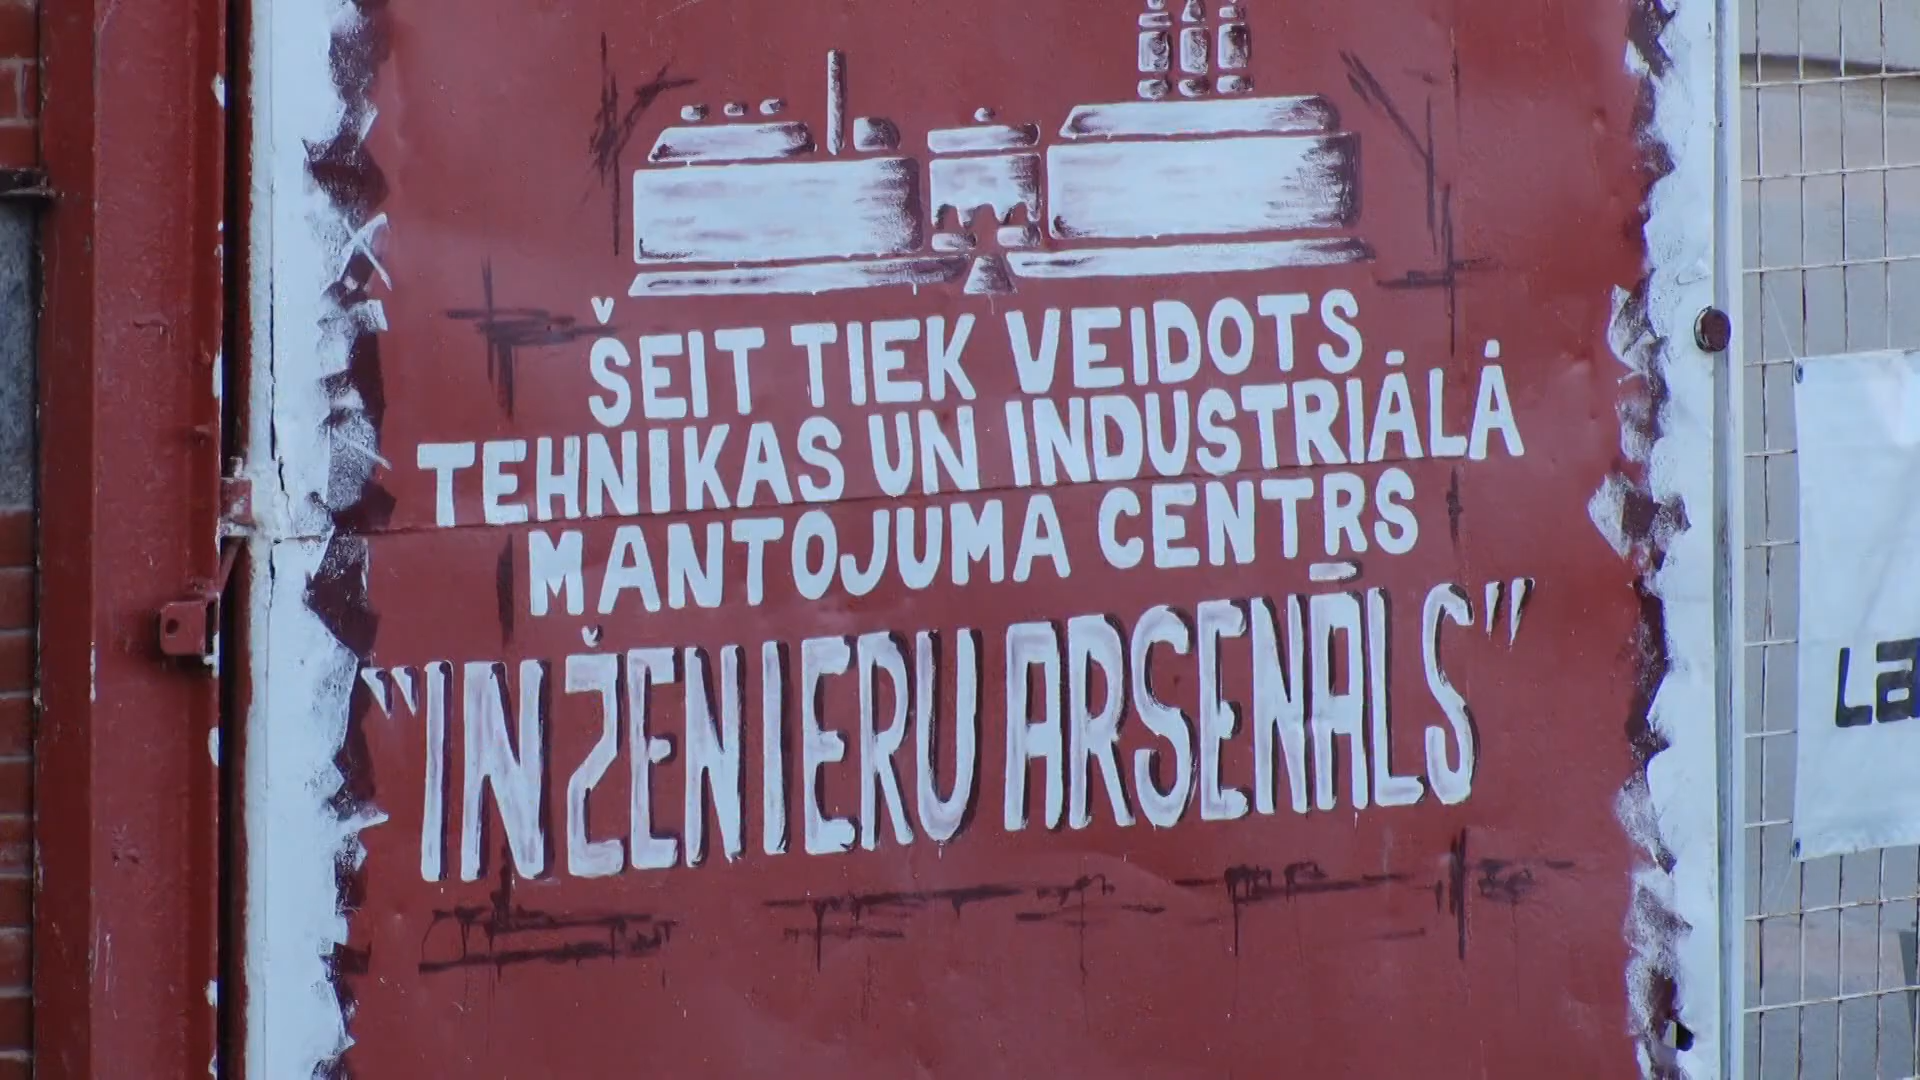 ŠEIT TIEK VEIDOTS
TEHNIKAS UN INDUSTRIĀLĀ
MANTOJUMA CENTRS
"INŽENIERU ARSENĀLS"